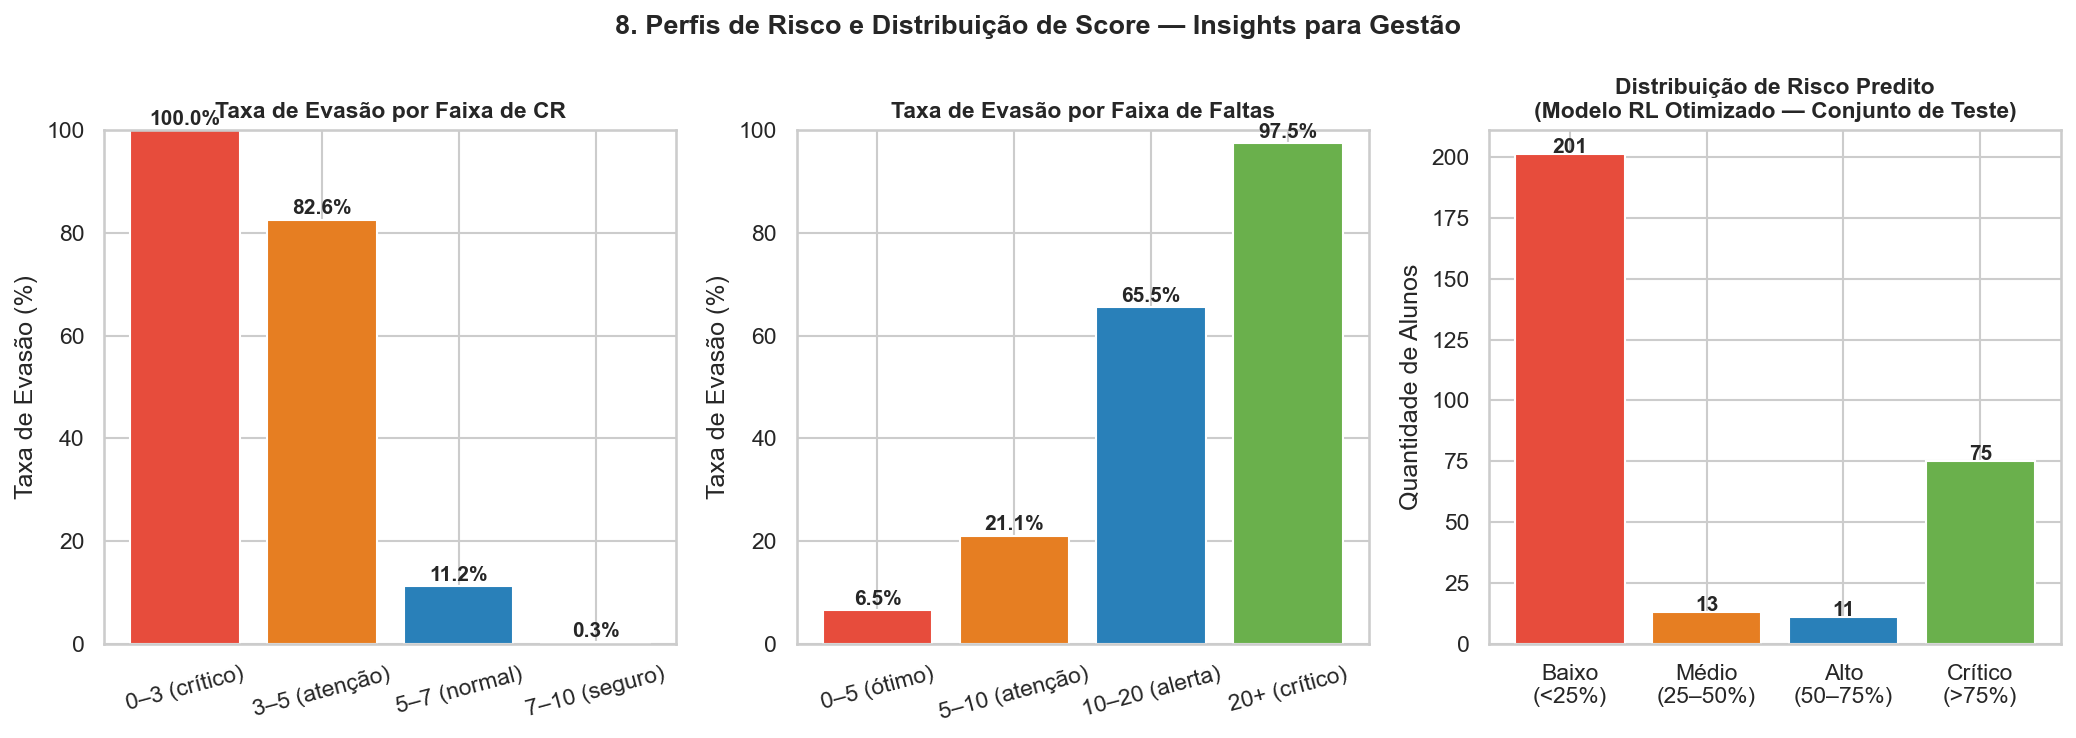 8. Perfis de Risco e Distribuição de Score — Insights para Gestão
Taxa de Evasão por Faixa de CR
Taxa de Evasão (%)
100
80
60
40
20
0
100.0%
82.6%
11.2%
0.3%
0–3 (crítico)
3–5 (atenção)
5–7 (normal)
7–10 (seguro)
Taxa de Evasão por Faixa de Faltas
Taxa de Evasão (%)
100
80
60
40
20
0
6.5%
21.1%
65.5%
97.5%
0–5 (ótimo)
5–10 (atenção)
10–20 (alerta)
20+ (crítico)
Distribuição de Risco Predito
(Modelo RL Otimizado — Conjunto de Teste)
Quantidade de Alunos
200
175
150
125
100
75
50
25
0
201
13
11
75
Baixo
(<25%)
Médio
(25–50%)
Alto
(50–75%)
Crítico
(>75%)